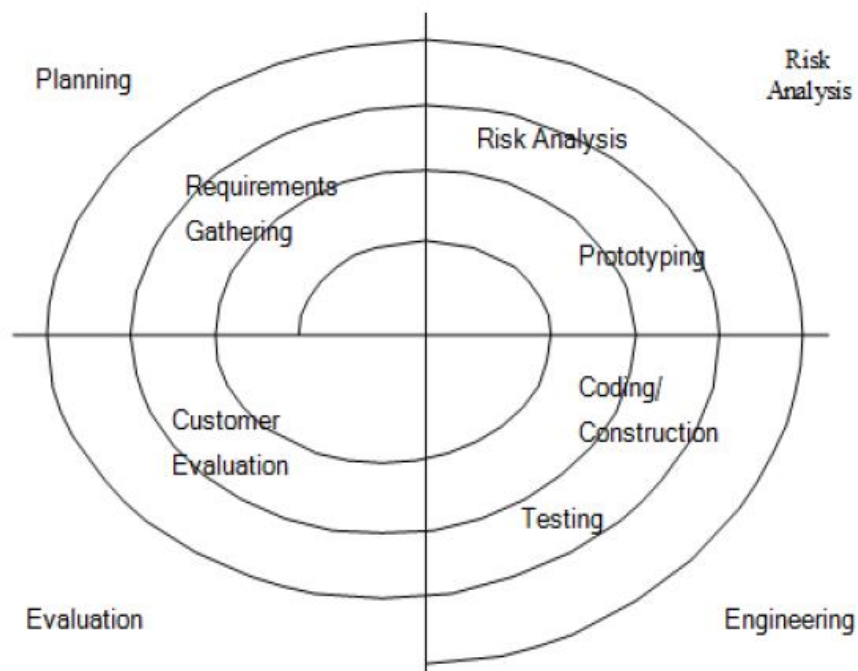 Planning
Risk
Analysis
Risk Analysis
Requirements
Gathering
Prototyping
Coding/
Construction
Customer
Evaluation
Testing
Evaluation
Engineering